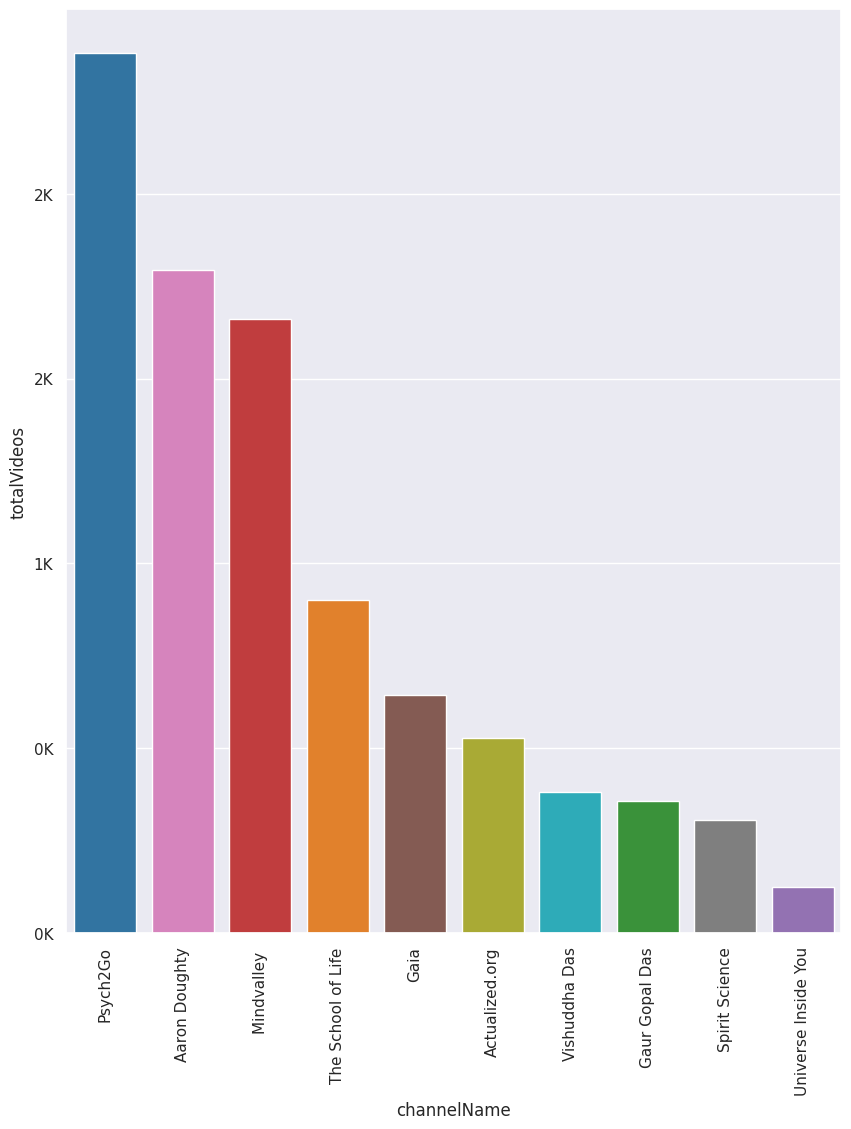 2K
2K
1K
0K
0K
totalVideos
Psych2Go
Aaron Doughty
Mindvalley
The School of Life
Gaia
Actualized.org
Vishuddha Das
Gaur Gopal Das
Spirit Science
Universe Inside You
channelName